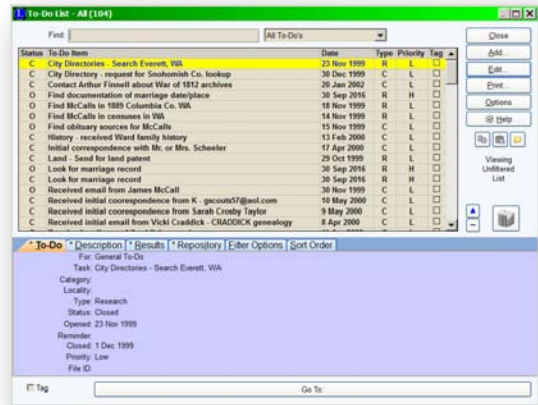 To-Do List - All (104)
Find: All To-Do's Close
Status To-Do Item Date Type Priority Tag Add...
C City Directories - Search Everett, WA 23 Nov 1999 R L
C City Directory - request for Snohomish Co. lookup 30 Dec 1999 C L Edit...
C Contact Arthur Finnell about War of 1812 archives 20 Jan 2002 C L
O Find documentation of marriage date/place 30 Sep 2016 R H Print...
O Find McCalls in 1889 Columbia Co. WA 18 Nov 1999 R L
O Find McCalls in censuses in WA 14 Nov 1999 R L Options
O Find obituary sources for McCalls 15 Nov 1999 C L
C History - received Ward family history 13 Feb 2000 C L Help
C Initial correspondence with Mr. or Mrs. Scheeler 17 Apr 2000 C L
C Land - Send for land patent 29 Oct 1999 R L
O Look for marriage record 30 Sep 2016 R H
O Look for marriage record 30 Sep 2016 R H
O Received email from James McCall 30 Nov 1999 C L
C Received initial coorespondence from K - gscouts57@aol.com 10 May 2000 C L
C Received initial coorespondence from Sarah Crosby Taylor 9 May 2000 C L
C Received initial email from Vicki Craddick - CRADDICK genealogy 8 Apr 2000 C L
Viewing
Unfiltered
List
* To-Do * Description * Results * Repository Filter Options Sort Order
For: General To-Do
Task: City Directories - Search Everett, WA
Category:
Locality:
Type: Research
Status: Closed
Opened: 23 Nov 1999
Reminder:
Closed: 1 Dec 1999
Priority: Low
File ID:
Tag Go To: